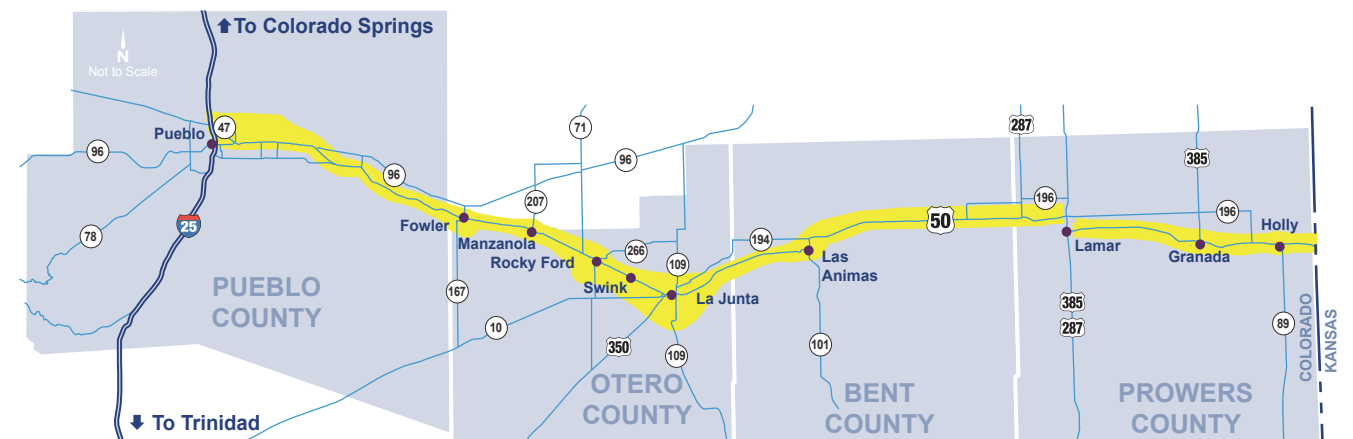 To Colorado Springs
N
Not to Scale
Pueblo
47
96
96
78
25
PUEBLO
COUNTY
To Trinidad
71
96
207
Fowler
Manzanola
Rocky Ford
266
Swink
109
La Junta
167
10
350
109
OTERO
COUNTY
194
Las
Animas
101
BENT
COUNTY
50
287
196
385
196
Lamar
Granada
Holly
385
287
89
PROWERS
COUNTY
COLORADO
KANSAS